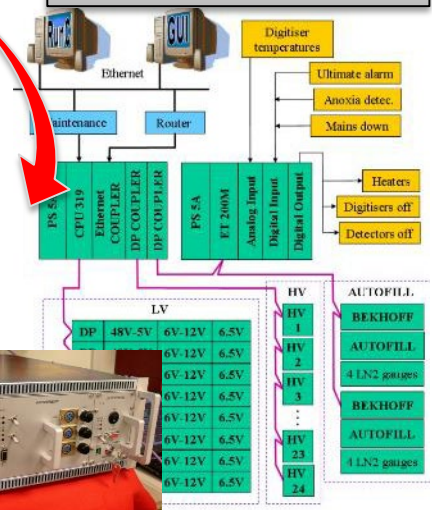 Run C
GUI
Ethernet
Maintenance
Router
Digitiser
temperatures
Ultimate alarm
Anoxia detec.
Mains down
PS 5A
CPU 319
Ethernet
COUPLER
DP COUPLER
DP COUPLER
PS 5A
ET 200M
Analog Input
Digital Input
Digital Output
Heaters
Digitisers off
Detectors off
LV
DP 48V-5V 6V-12V 6.5V
6V-12V 6.5V
6V-12V 6.5V
6V-12V 6.5V
6V-12V 6.5V
6V-12V 6.5V
6V-12V 6.5V
6V-12V 6.5V
HV
HV
1
HV
2
HV
3
HV
23
HV
24
AUTOFILL
BEKHOFF
AUTOFILL
4 LN2 gauges
BEKHOFF
AUTOFILL
4 LN2 gauges